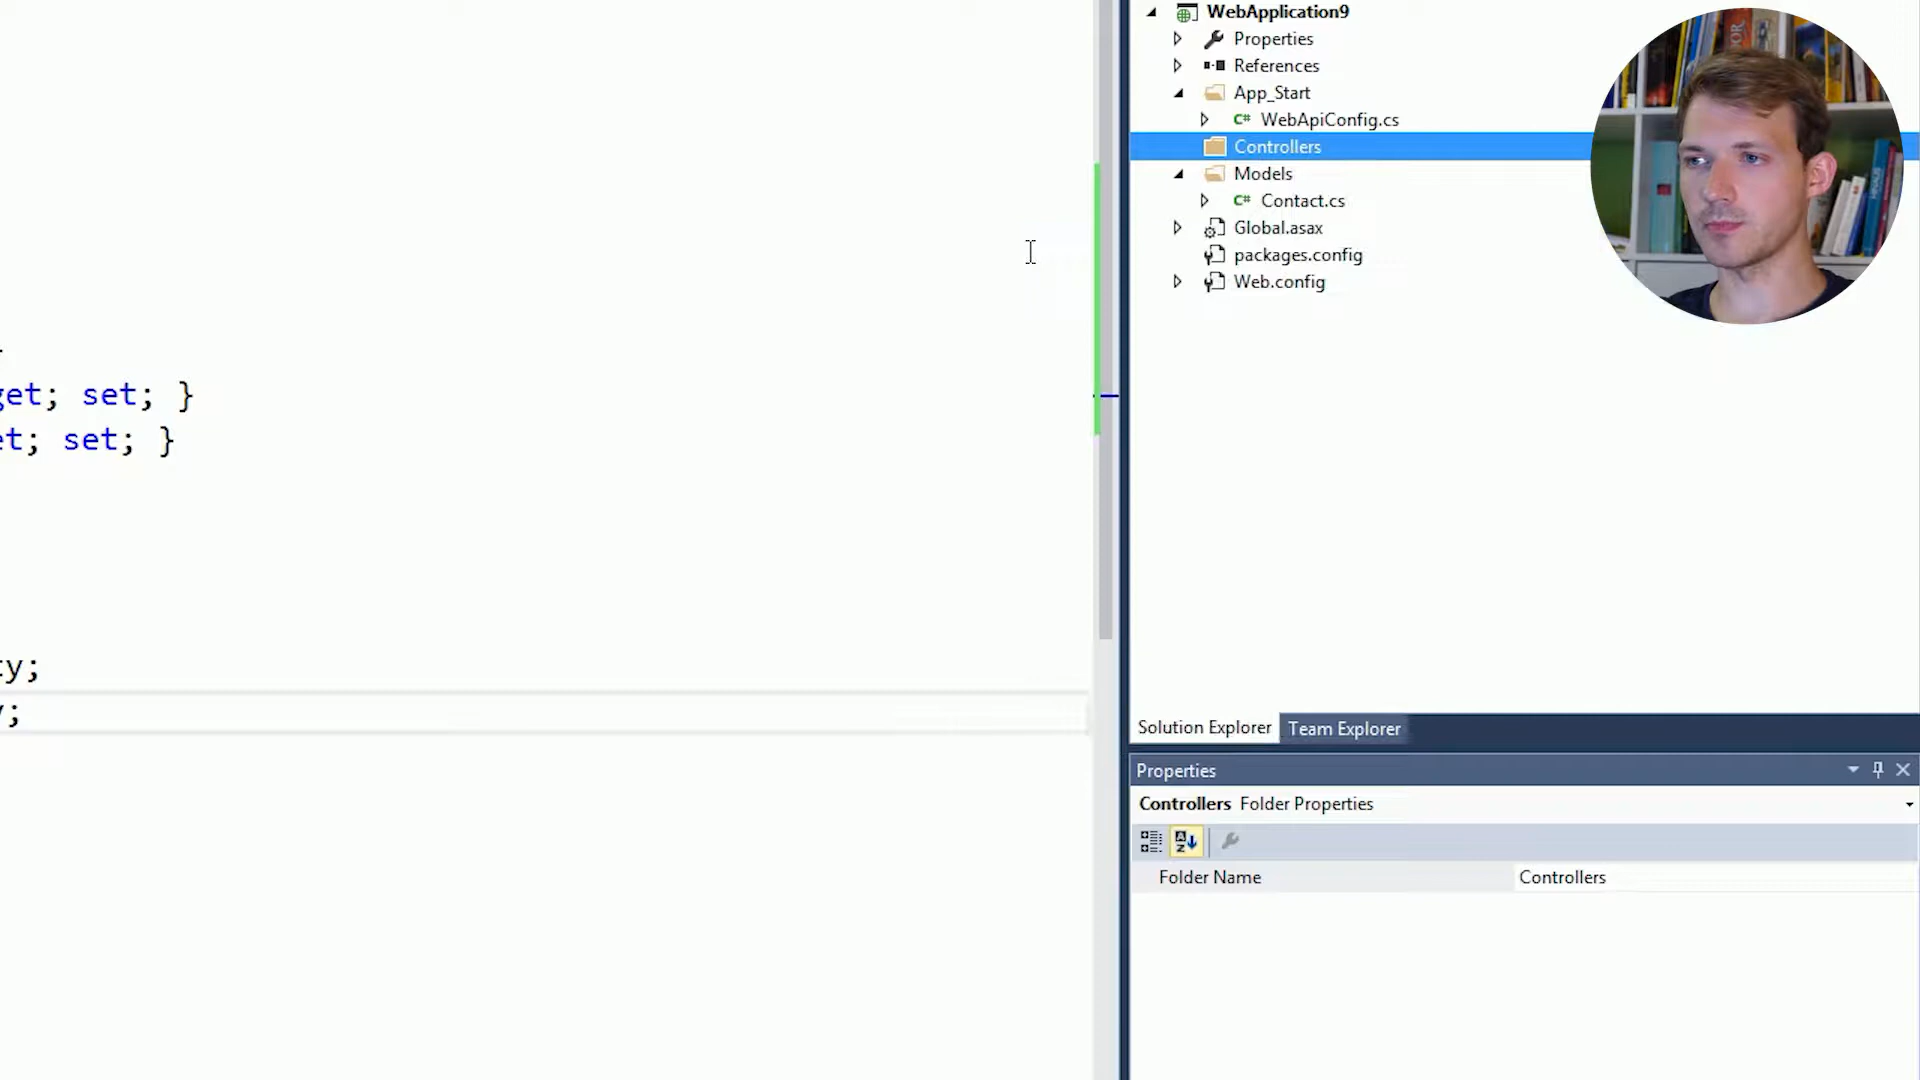 WebApplication9
Properties
References
App_Start
C# WebApiConfig.cs
Controllers
Models
C# Contact.cs
Global.asax
packages.config
Web.config
get; set; }
et; set; }
ty;
y;
Solution Explorer Team Explorer
Properties
Controllers Folder Properties
Folder Name Controllers